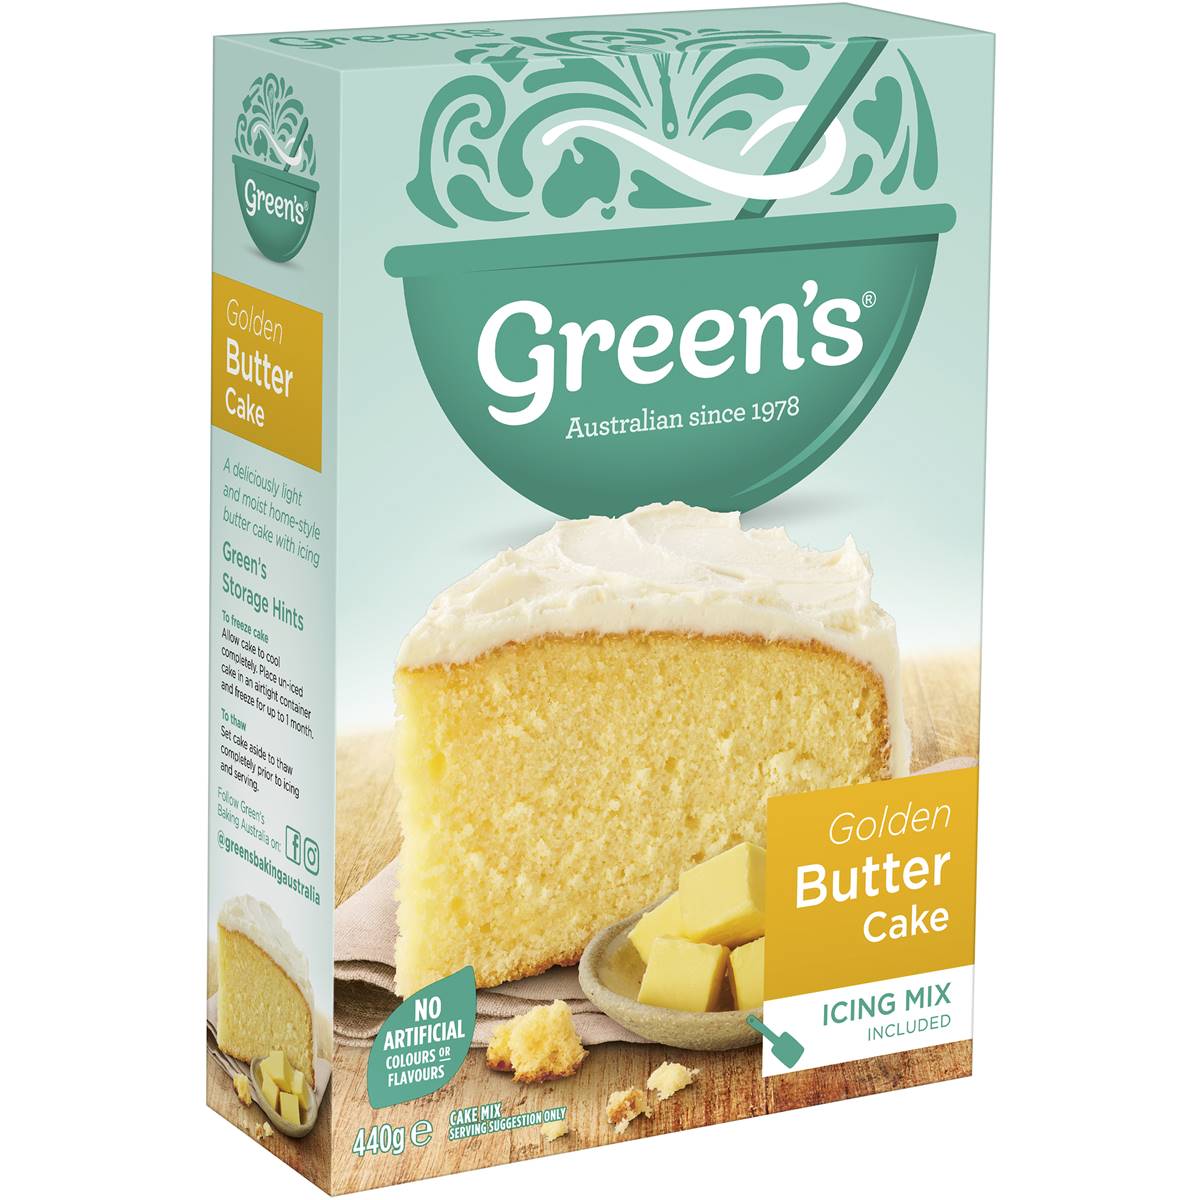 Green's
Green's®
Golden
Butter
Cake
A deliciously light
and moist home-style
butter cake with icing
Green's
Storage Hints
To freeze cake
Allow cake to cool
completely. Place un-iced
cake in an airtight container
and freeze for up to 1 month.
To thaw
Set cake aside to thaw
completely prior to icing
and serving.
Follow Green's
Baking Australia on:
@greensbakingaustralia
Green's®
Australian since 1978
Golden
Butter
Cake
ICING MIX
INCLUDED
NO
ARTIFICIAL
COLOURS OR
FLAVOURS
440g e
CAKE MIX
SERVING SUGGESTION ONLY